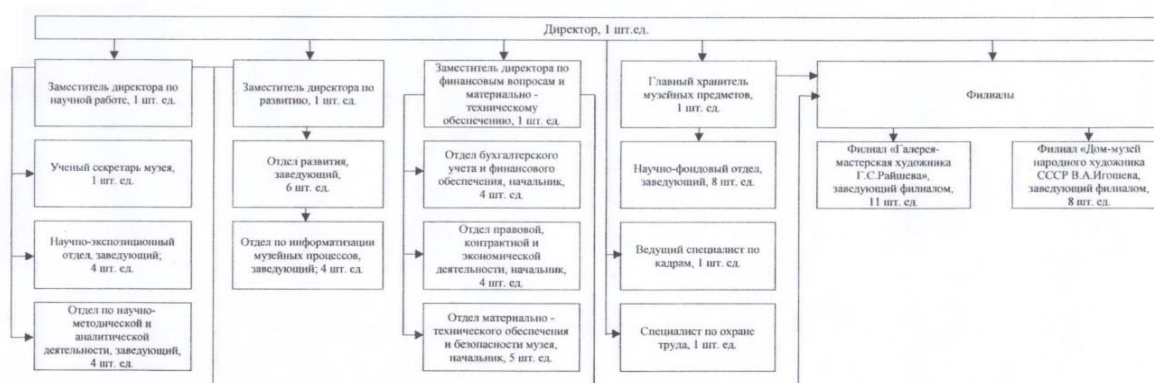 Директор, 1 шт.ед.
Заместитель директора по
научной работе, 1 шт. ед.
Заместитель директора по
развитию, 1 шт. ед.
Заместитель директора по
финансовым вопросам и
материально -
техническому
обеспечению, 1 шт. ед.
Главный хранитель
музейных предметов,
1 шт. ед.
Филиалы
Ученый секретарь музея,
1 шт. ед.
Отдел развития,
заведующий,
6 шт. ед.
Отдел бухгалтерского
учета и финансового
обеспечения, начальник,
4 шт. ед.
Научно-фондовый отдел,
заведующий, 8 шт. ед.
Филиал «Галерея-
мастерская художника
Г.С.Райшева»,
заведующий филиалом,
11 шт. ед.
Филиал «Дом-музей
народного художника
СССР В.А.Игошева,
заведующий филиалом,
8 шт. ед.
Научно-экспозиционный
отдел, заведующий;
4 шт. ед.
Отдел по информатизации
музейных процессов,
заведующий; 4 шт. ед.
Отдел правовой,
контрактной и
экономической
деятельности, начальник,
4 шт. ед.
Ведущий специалист по
кадрам, 1 шт. ед.
Отдел по научно-
методической и
аналитической
деятельности, заведующий,
4 шт. ед.
Отдел материально -
технического обеспечения
и безопасности музея,
начальник, 5 шт. ед.
Специалист по охране
труда, 1 шт. ед.